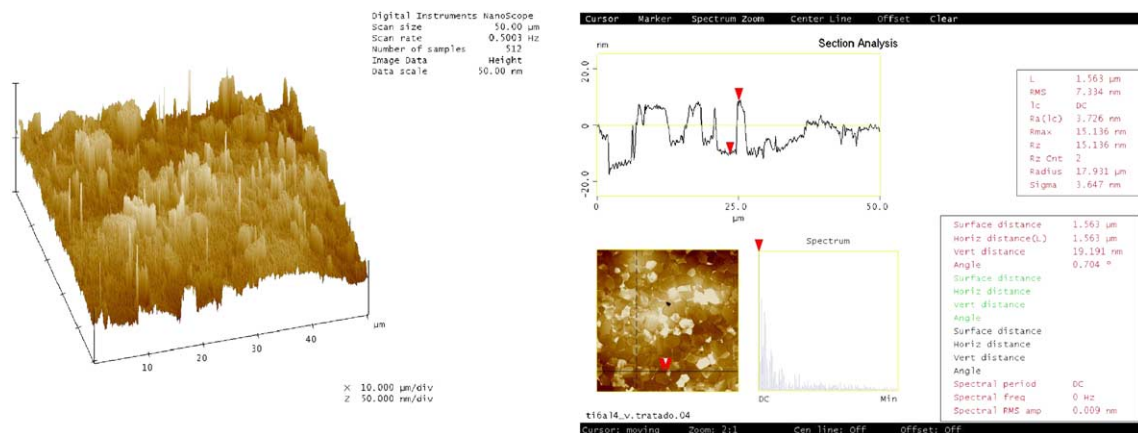 Digital Instruments NanoScope
Scan size 50.00 µm
Scan rate 0.5003 Hz
Number of samples 512
Image Data Height
Data scale 50.00 nm
10
20
30
40
µm
X 10.000 µm/div
Z 50.000 nm/div
Cursor Marker Spectrum Zoom Center Line Offset Clear
Section Analysis
nm
20.0
0
-20.0
0 25.0 50.0
µm
L 1.563 µm
RMS 7.334 nm
lc DC
Ra(lc) 3.726 nm
Rmax 15.136 nm
Rz 15.136 nm
Rz Cnt 2
Radius 17.931 µm
Sigma 3.647 nm
Spectrum
DC Min
Surface distance 1.563 µm
Horiz distance(L) 1.563 µm
Vert distance 19.191 nm
Angle 0.704 °
Surface distance
Horiz distance
Vert distance
Angle
Surface distance
Horiz distance
Vert distance
Angle
Spectral period DC
Spectral freq 0 Hz
Spectral RMS amp 0.009 nm
ti6al4_v.tratado.04
Cursor: moving Zoom: 2:1 Cen line: Off Offset: Off